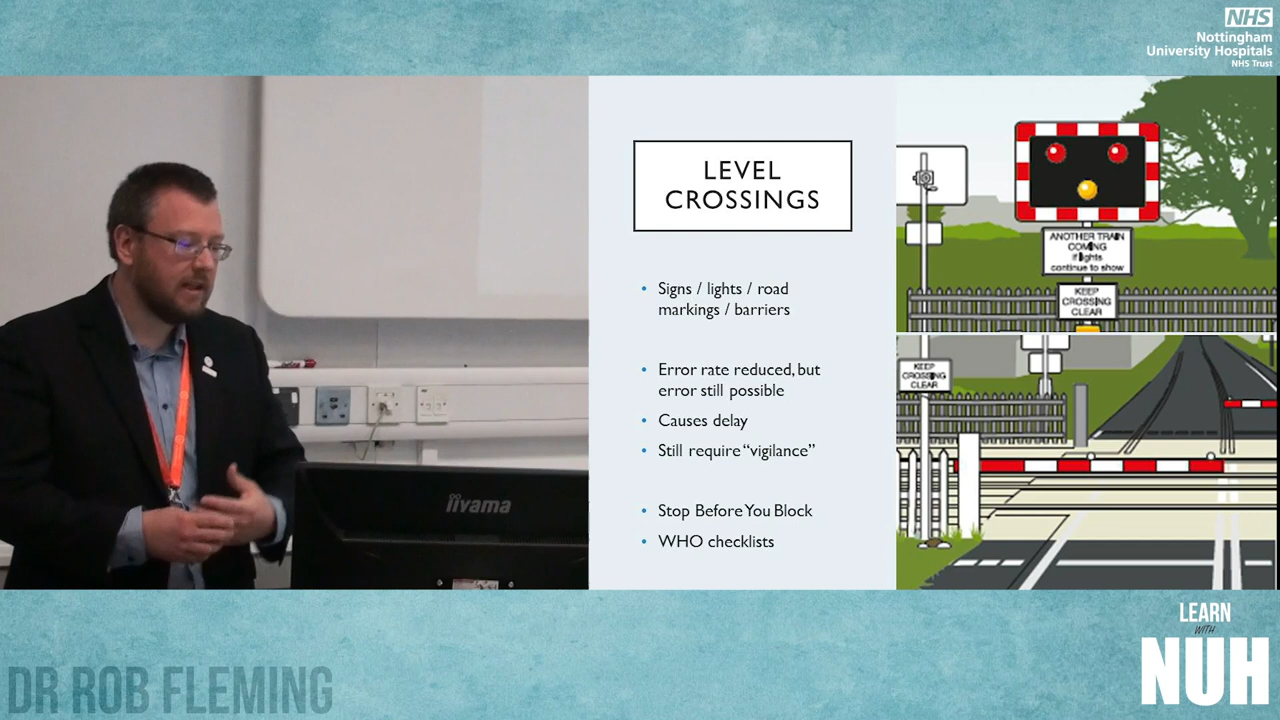 NHS
Nottingham
University Hospitals
NHS Trust
LEVEL
CROSSINGS
• Signs / lights / road
markings / barriers
• Error rate reduced, but
error still possible
• Causes delay
• Still require “vigilance”
• Stop Before You Block
• WHO checklists
ANOTHER TRAIN
COMING
if lights
continue to show
KEEP
CROSSING
CLEAR
KEEP
CROSSING
CLEAR
iiyama
DR ROB FLEMING
LEARN
WITH
NUH